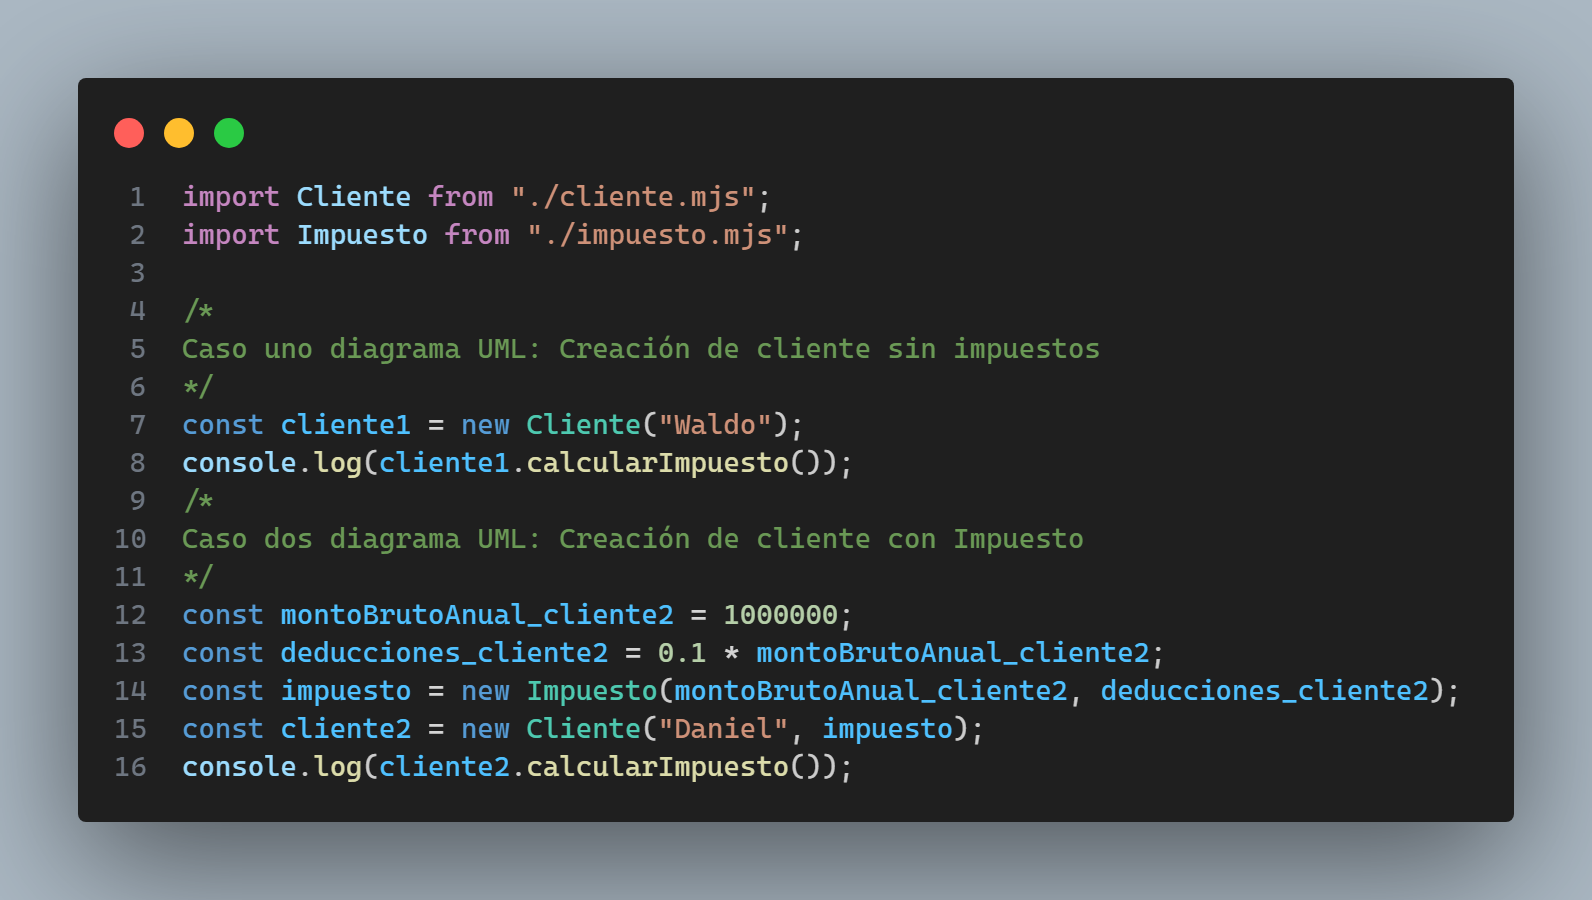 1 import Cliente from "./cliente.mjs";
2 import Impuesto from "./impuesto.mjs";
3
4 /*
5 Caso uno diagrama UML: Creación de cliente sin impuestos
6 */
7 const cliente1 = new Cliente("Waldo");
8 console.log(cliente1.calcularImpuesto());
9 /*
10 Caso dos diagrama UML: Creación de cliente con Impuesto
11 */
12 const montoBrutoAnual_cliente2 = 1000000;
13 const deducciones_cliente2 = 0.1 * montoBrutoAnual_cliente2;
14 const impuesto = new Impuesto(montoBrutoAnual_cliente2, deducciones_cliente2);
15 const cliente2 = new Cliente("Daniel", impuesto);
16 console.log(cliente2.calcularImpuesto());